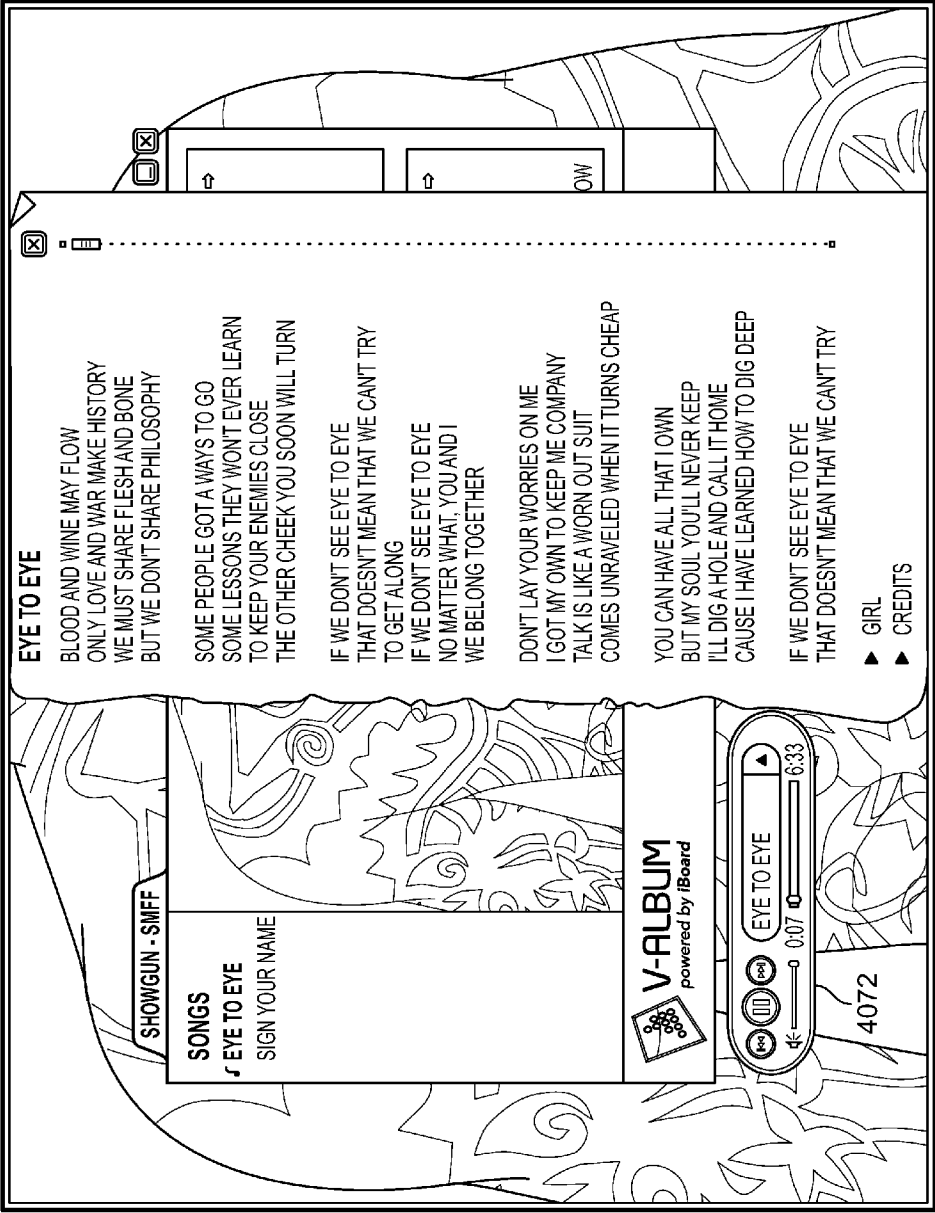 SHOWGUN - SMFF
SONGS
EYE TO EYE
SIGN YOUR NAME
V-ALBUM
powered by iBoard
EYE TO EYE
0:07
6:33
4072
EYE TO EYE
BLOOD AND WINE MAY FLOW
ONLY LOVE AND WAR MAKE HISTORY
WE MUST SHARE FLESH AND BONE
BUT WE DON'T SHARE PHILOSOPHY
SOME PEOPLE GOT A WAYS TO GO
SOME LESSONS THEY WON'T EVER LEARN
TO KEEP YOUR ENEMIES CLOSE
THE OTHER CHEEK YOU SOON WILL TURN
IF WE DON'T SEE EYE TO EYE
THAT DOESN'T MEAN THAT WE CAN'T TRY
TO GET ALONG
IF WE DON'T SEE EYE TO EYE
NO MATTER WHAT, YOU AND I
WE BELONG TOGETHER
DON'T LAY YOUR WORRIES ON ME
I GOT MY OWN TO KEEP ME COMPANY
TALK IS LIKE A WORN OUT SUIT
COMES UNRAVELED WHEN IT TURNS CHEAP
YOU CAN HAVE ALL THAT I OWN
BUT MY SOUL YOU'LL NEVER KEEP
I'LL DIG A HOLE AND CALL IT HOME
CAUSE I HAVE LEARNED HOW TO DIG DEEP
IF WE DON'T SEE EYE TO EYE
THAT DOESN'T MEAN THAT WE CAN'T TRY
GIRL
CREDITS
OW